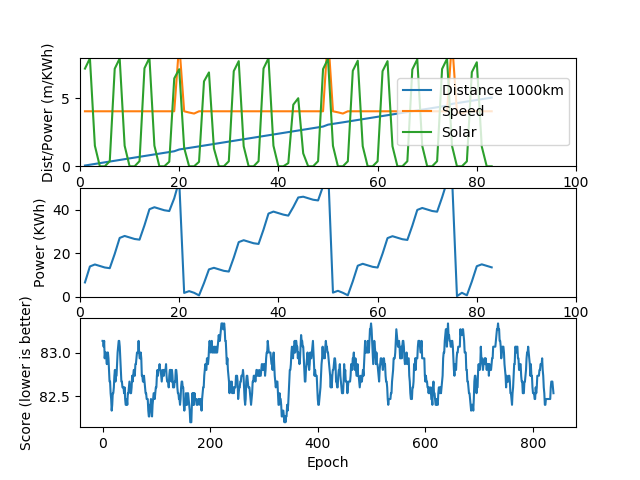 Dist/Power (m/KWh)
5
0
Distance 1000km
Speed
Solar
0 20 40 60 80 100
Power (KWh)
40
20
0
0 20 40 60 80 100
Score (lower is better)
83.0
82.5
0 200 400 600 800
Epoch